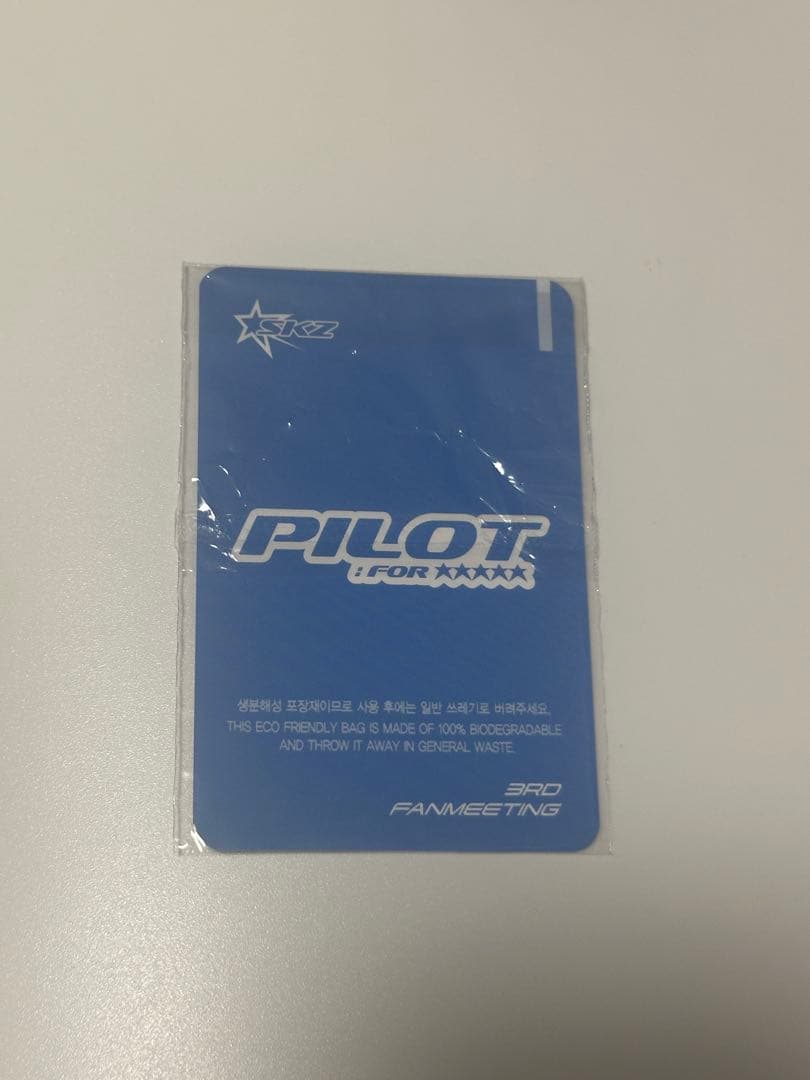 SKZ
PILOT
: FOR ★★★★★
생분해성 포장재이므로 사용 후에는 일반 쓰레기로 버려주세요.
THIS ECO FRIENDLY BAG IS MADE OF 100% BIODEGRADABLE
AND THROW IT AWAY IN GENERAL WASTE.
3RD
FANMEETING